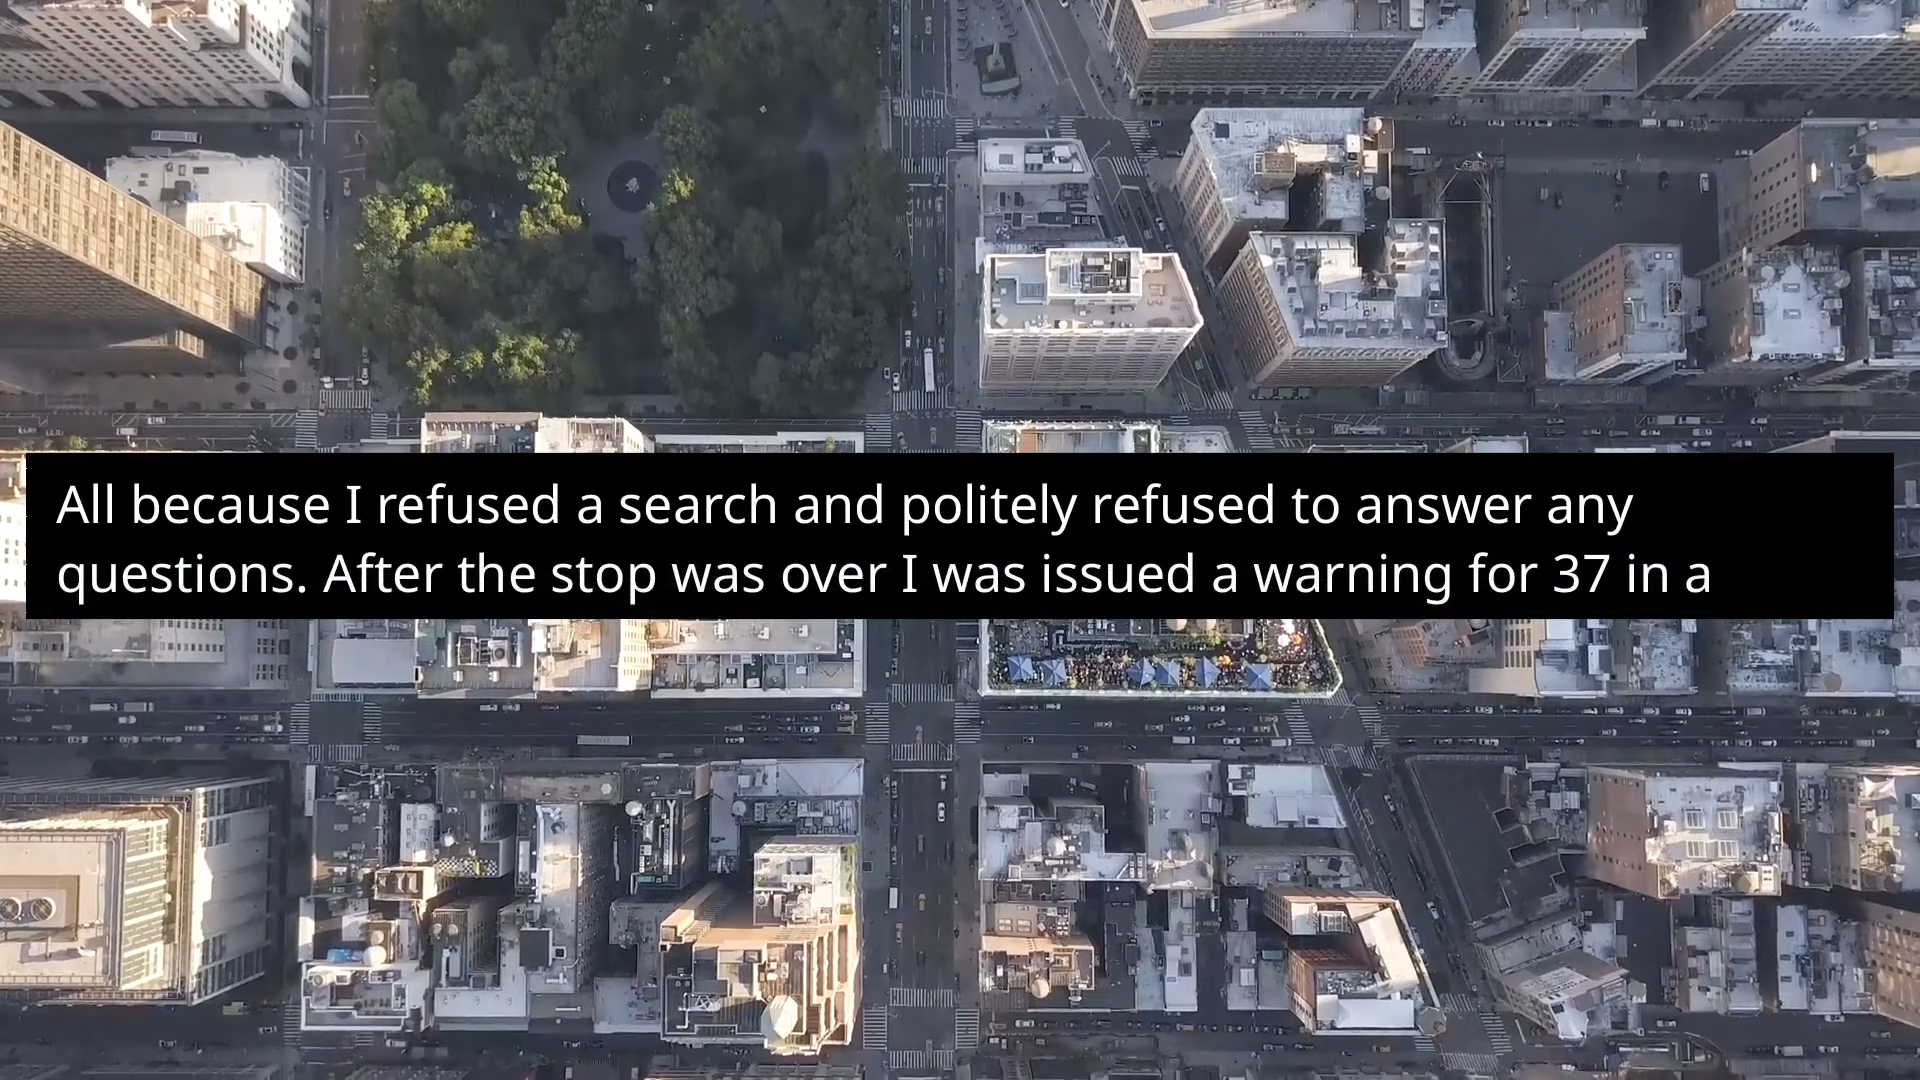 All because I refused a search and politely refused to answer any
questions. After the stop was over I was issued a warning for 37 in a